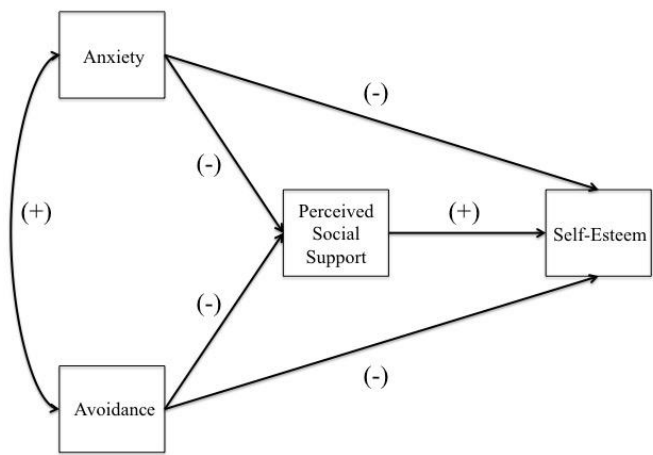 Anxiety
(-)
(-)
(+)
Perceived
Social
Support
(+)
Self-Esteem
(-)
(-)
Avoidance